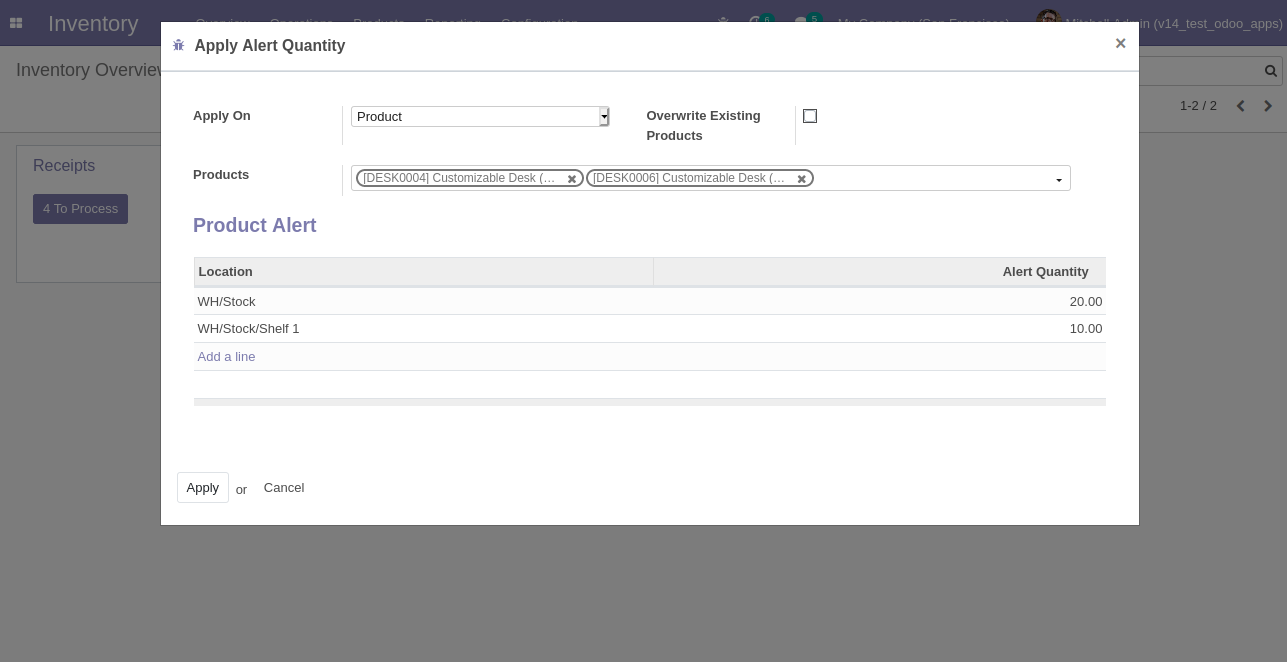 Inventory
Overview Operations Products Reporting Configuration
6
5
My Company (San Francisco)
Mitchell Admin (v14_test_odoo_apps)
Apply Alert Quantity
×
Inventory Overview
1-2 / 2
Receipts
4 To Process
Apply On
Product
Overwrite Existing
Products
Products
[DESK0004] Customizable Desk (…
[DESK0006] Customizable Desk (…
Product Alert
Location Alert Quantity
WH/Stock 20.00
WH/Stock/Shelf 1 10.00
Add a line
Apply or Cancel